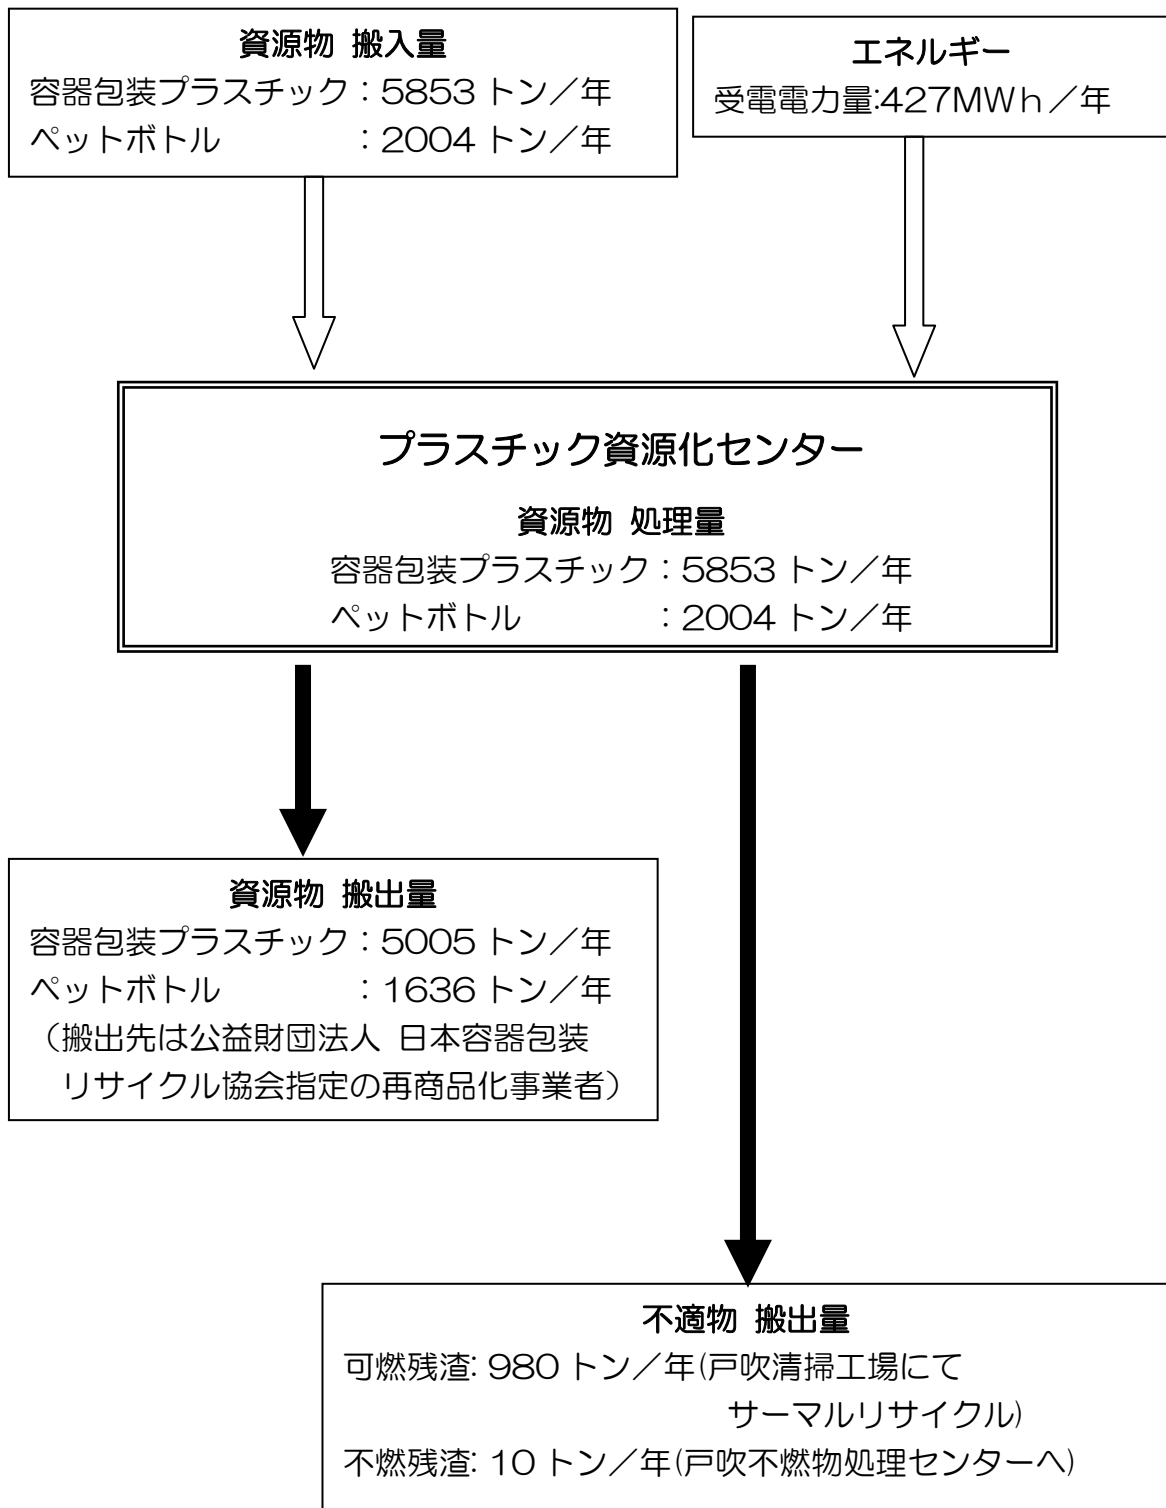 資源物 搬入量
容器包装プラスチック：5853 トン／年
ペットボトル　　　　：2004 トン／年
エネルギー
受電電力量:427MWｈ／年
プラスチック資源化センター
資源物 処理量
容器包装プラスチック：5853 トン／年
ペットボトル　　　　：2004 トン／年
資源物 搬出量
容器包装プラスチック：5005 トン／年
ペットボトル　　　　：1636 トン／年
（搬出先は公益財団法人 日本容器包装
リサイクル協会指定の再商品化事業者）
不適物 搬出量
可燃残渣: 980 トン／年(戸吹清掃工場にて
サーマルリサイクル)
不燃残渣: 10 トン／年(戸吹不燃物処理センターへ)